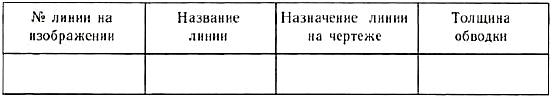 № линии на изображении
Название линии
Назначение линии на чертеже
Толщина обводки